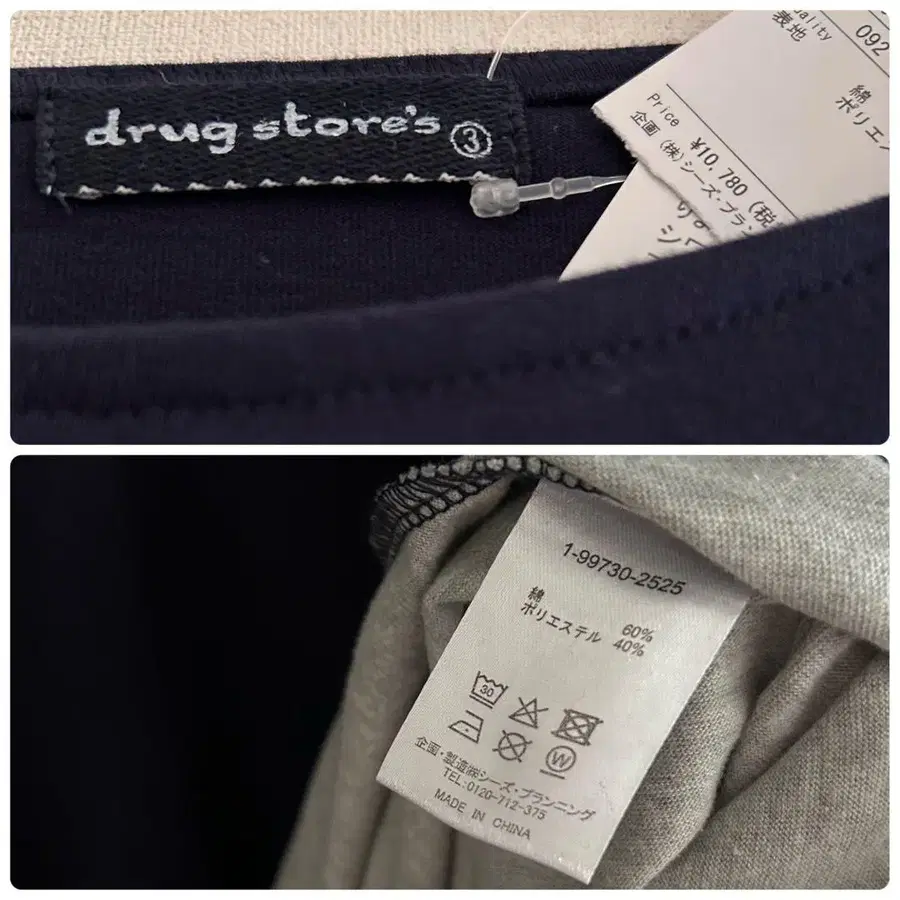 drug store's
③
uality
表地
092
綿
ポリエ
Price ¥10,780 (税
企画 (株)シーズ・プラン
1-99730-2525
綿 60%
ポリエステル 40%
30
W
企画・製造㈱シーズ・プランニング
TEL:0120-712-375
MADE IN CHINA